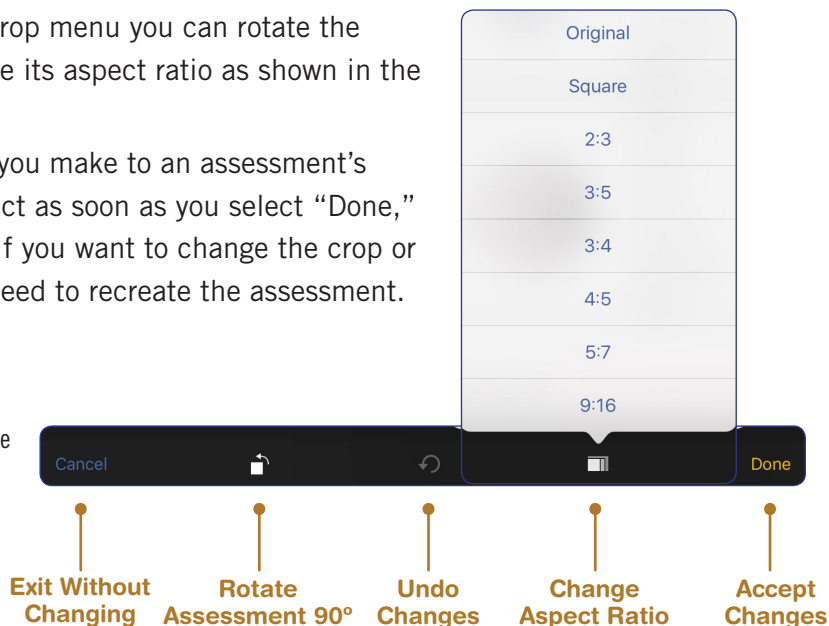 rop menu you can rotate the
e its aspect ratio as shown in the
you make to an assessment's
ect as soon as you select “Done,”
f you want to change the crop or
eed to recreate the assessment.
Original
Square
2:3
3:5
3:4
4:5
5:7
9:16
e
Cancel
Done
Exit Without
Changing
Rotate
Assessment 90º
Undo
Changes
Change
Aspect Ratio
Accept
Changes